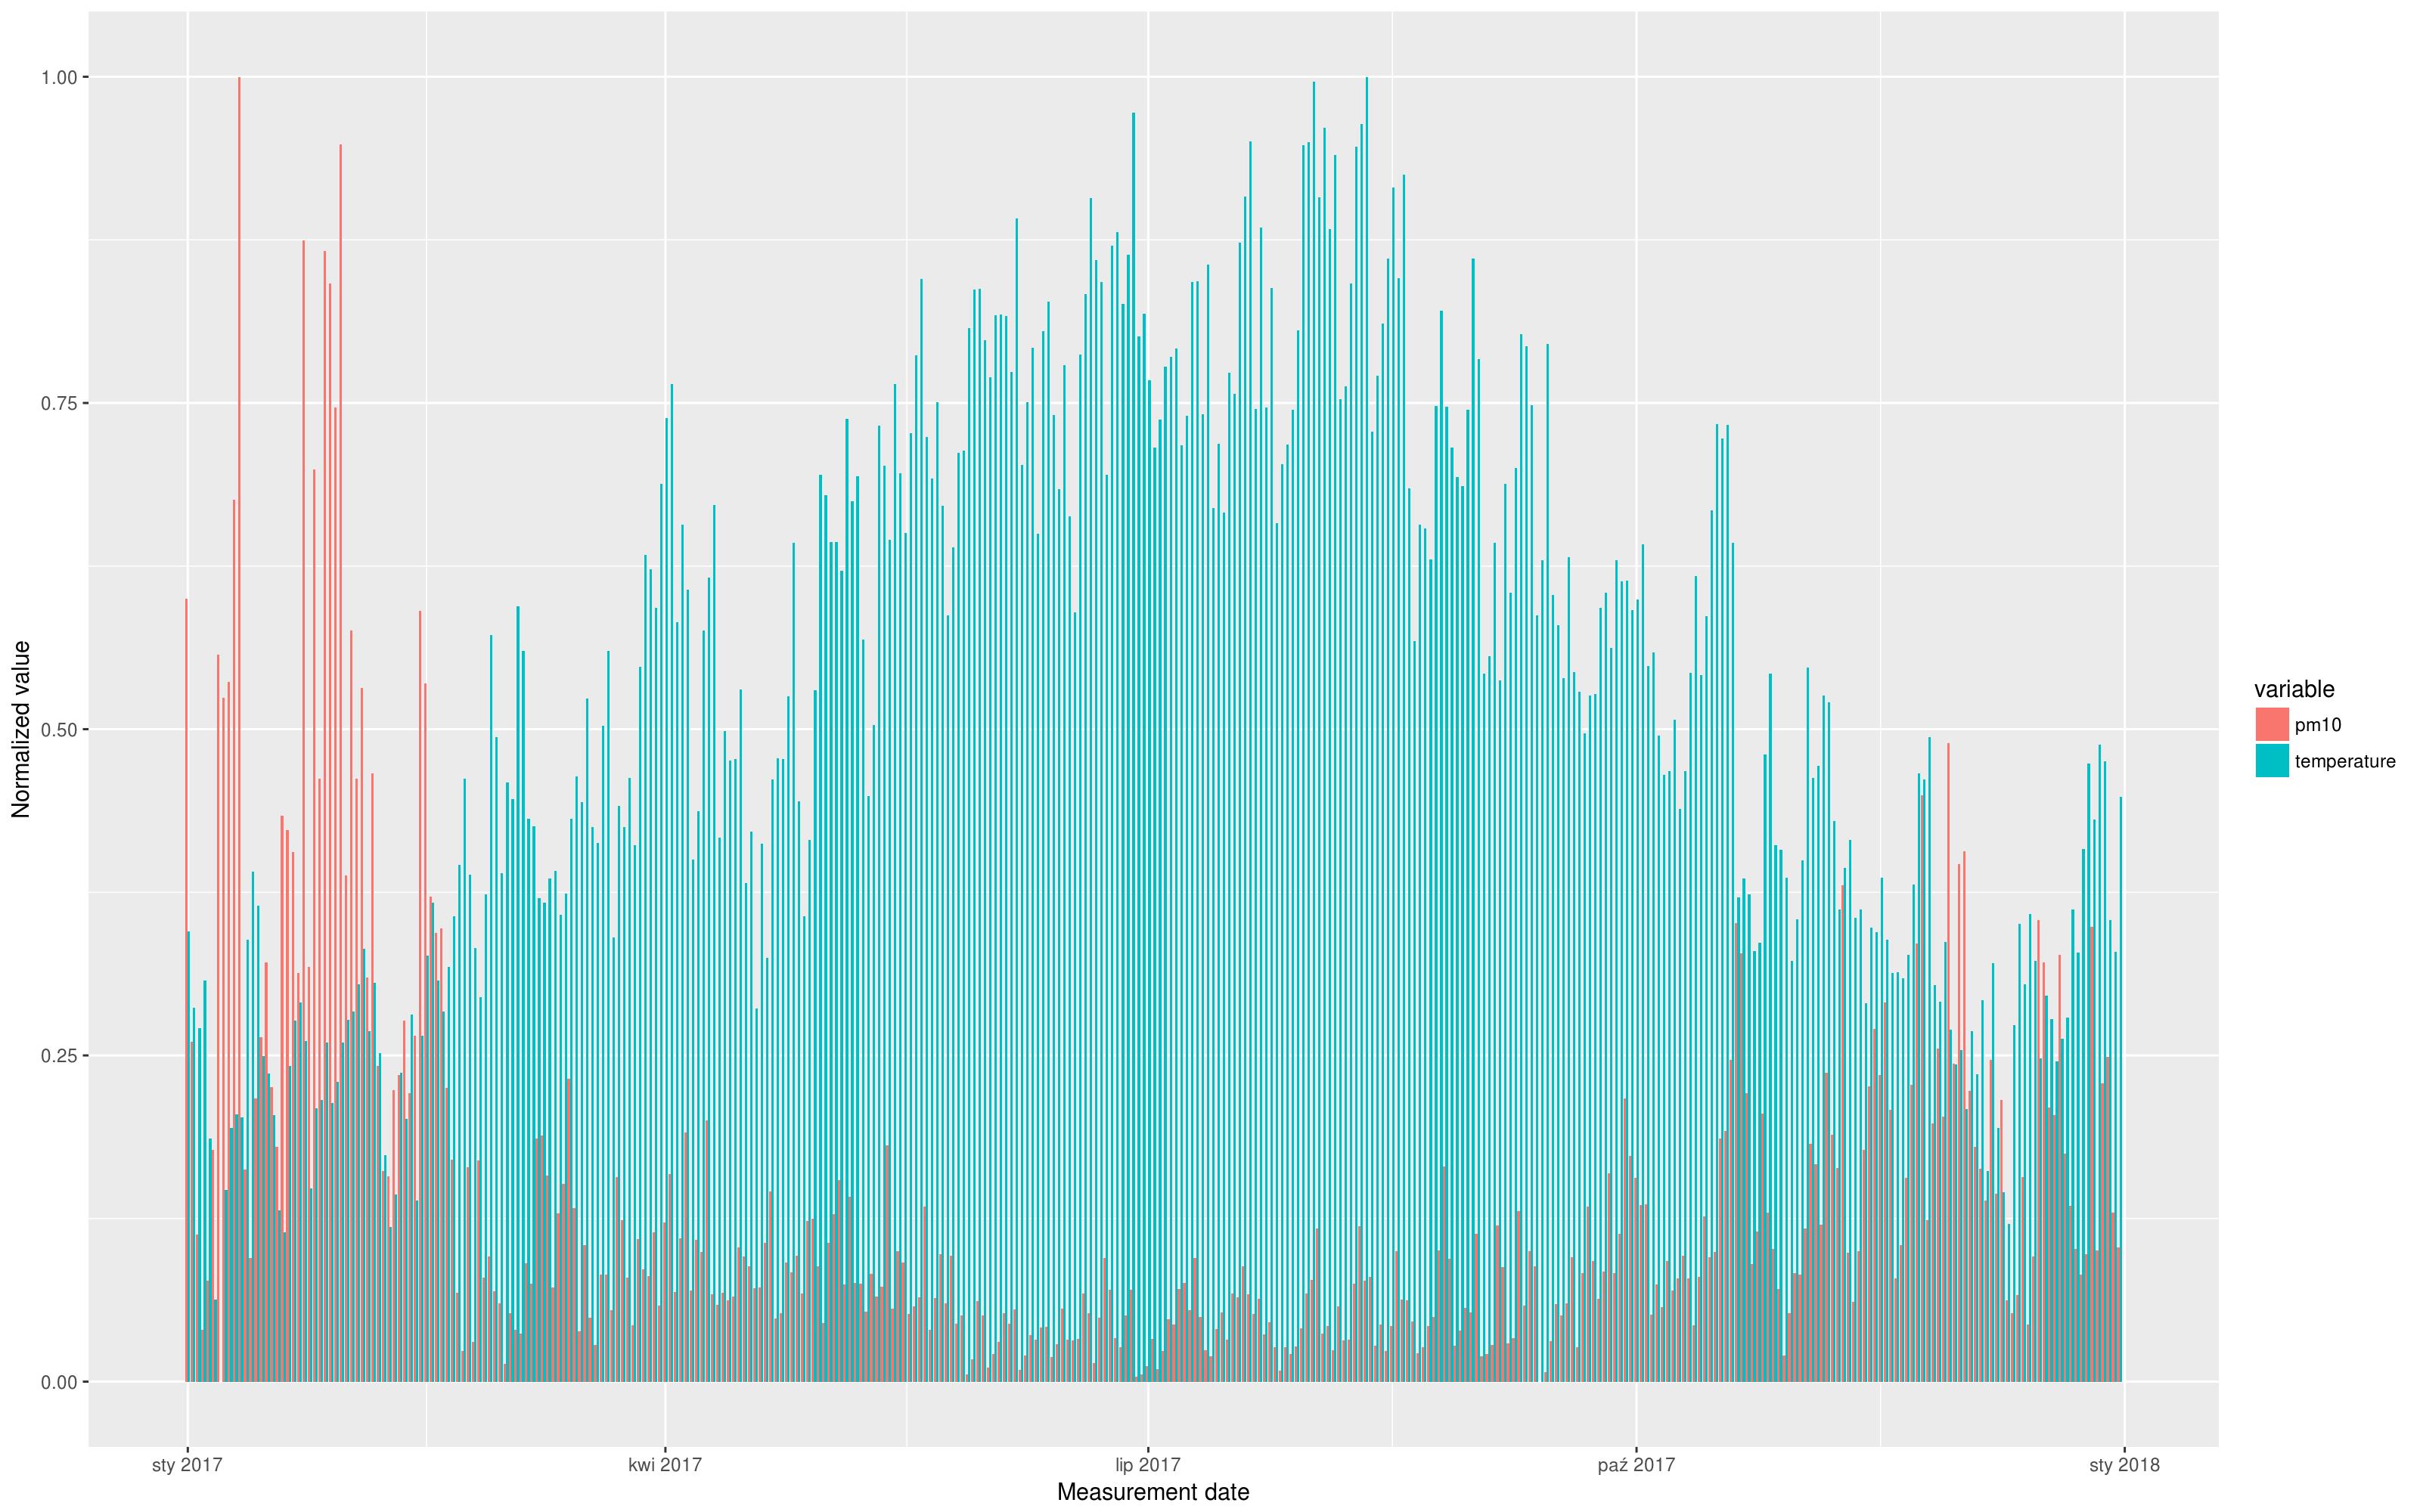 1.00
0.75
0.50
0.25
0.00
Normalized value
sty 2017
kwi 2017
lip 2017
paź 2017
sty 2018
Measurement date
variable
pm10
temperature